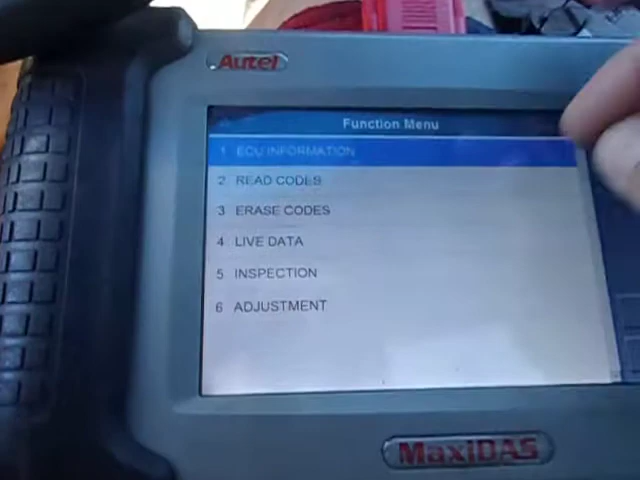 Autel
Function Menu
1 ECU INFORMATION
2 READ CODES
3 ERASE CODES
4 LIVE DATA
5 INSPECTION
6 ADJUSTMENT
MaxiDAS